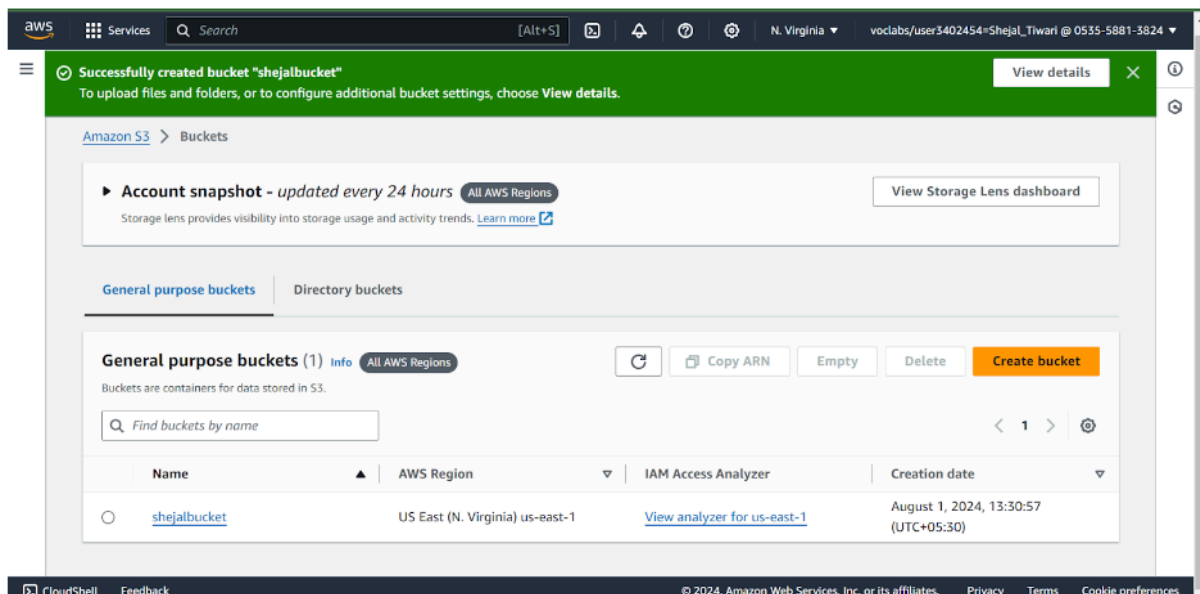 aws Services Search [Alt+S] N. Virginia voclabs/user3402454=Shejal_Tiwari @ 0535-5881-3824
Successfully created bucket "shejalbucket"
To upload files and folders, or to configure additional bucket settings, choose View details.
View details
Amazon S3 > Buckets
Account snapshot - updated every 24 hours All AWS Regions
Storage lens provides visibility into storage usage and activity trends. Learn more
View Storage Lens dashboard
General purpose buckets Directory buckets
General purpose buckets (1) Info All AWS Regions
Buckets are containers for data stored in S3.
Copy ARN Empty Delete Create bucket
Find buckets by name
< 1 >
Name AWS Region IAM Access Analyzer Creation date
shejalbucket US East (N. Virginia) us-east-1 View analyzer for us-east-1 August 1, 2024, 13:30:57
(UTC+05:30)
CloudShell Feedback © 2024, Amazon Web Services, Inc. or its affiliates. Privacy Terms Cookie preferences